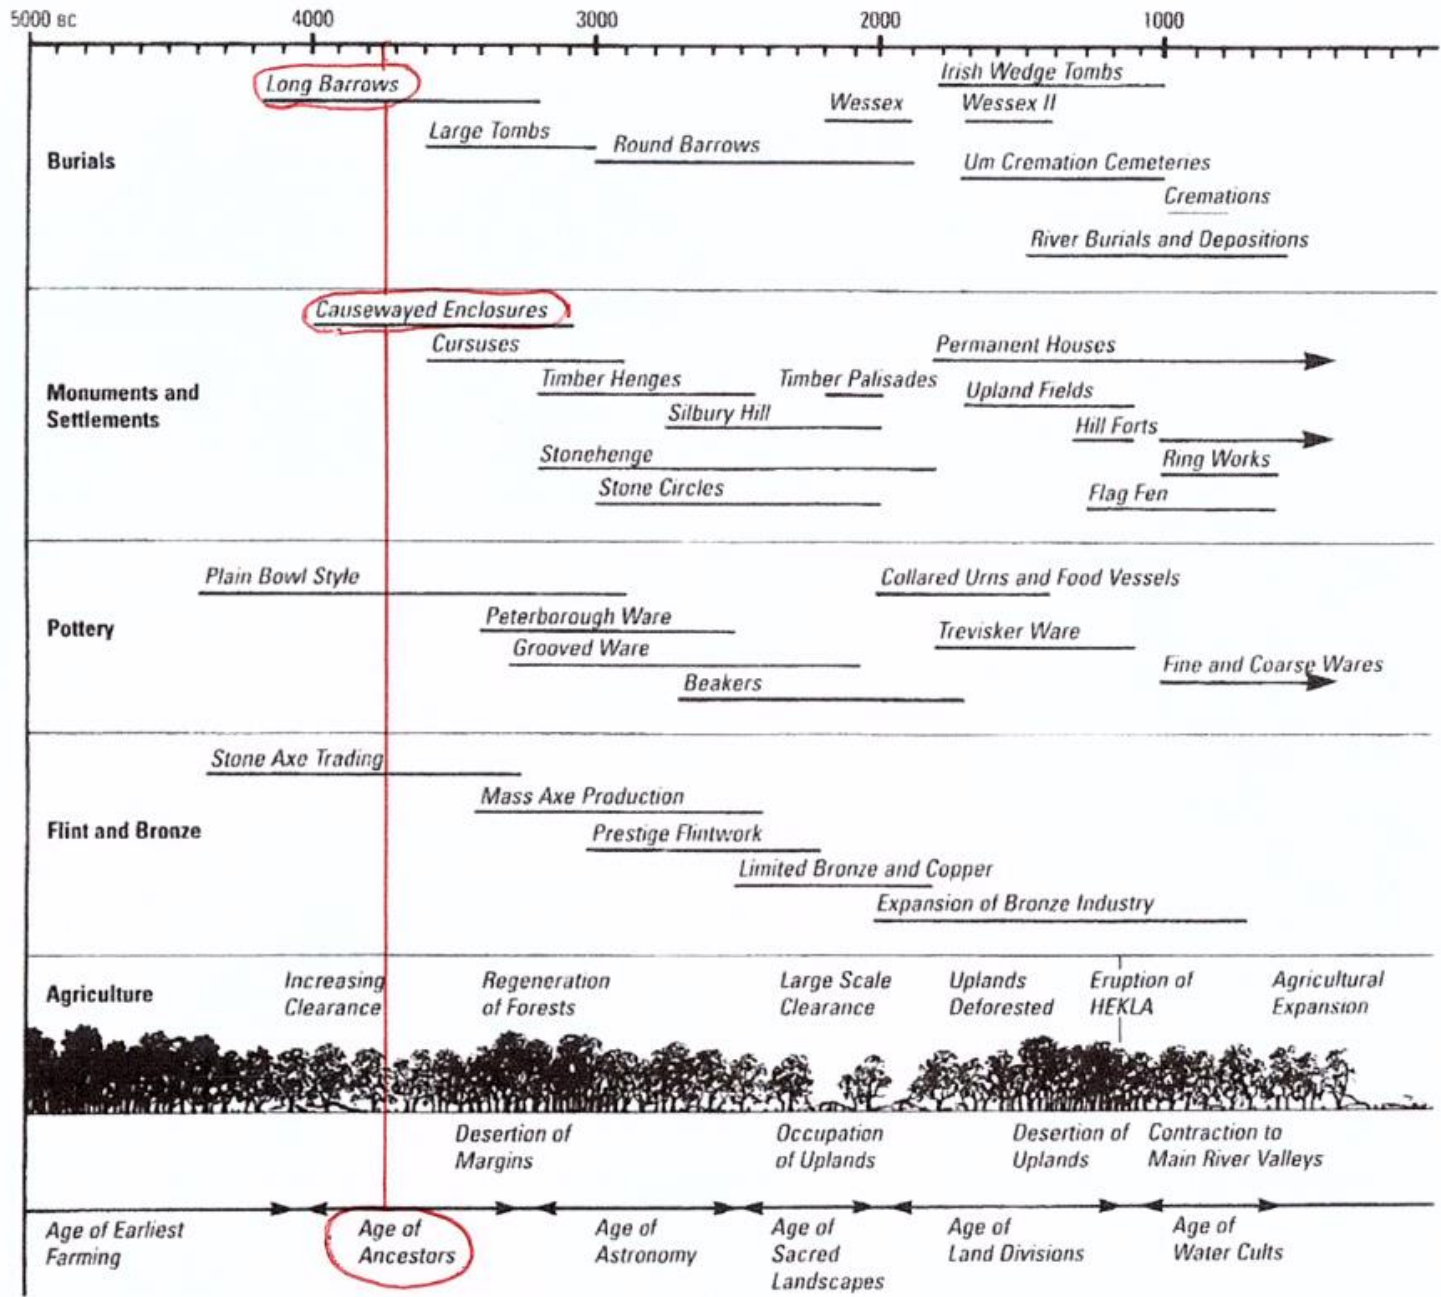 5000 BC 4000 3000 2000 1000
Long Barrows
Irish Wedge Tombs
Wessex
Wessex II
Large Tombs
Round Barrows
Burials
Urn Cremation Cemeteries
Cremations
River Burials and Depositions
Causewayed Enclosures
Cursuses
Permanent Houses
Timber Henges
Timber Palisades
Monuments and
Settlements
Upland Fields
Silbury Hill
Hill Forts
Stonehenge
Ring Works
Stone Circles
Flag Fen
Plain Bowl Style
Collared Urns and Food Vessels
Peterborough Ware
Pottery
Trevisker Ware
Grooved Ware
Fine and Coarse Wares
Beakers
Stone Axe Trading
Mass Axe Production
Flint and Bronze
Prestige Flintwork
Limited Bronze and Copper
Expansion of Bronze Industry
Agriculture
Increasing
Clearance
Regeneration
of Forests
Large Scale
Clearance
Uplands
Deforested
Eruption of
HEKLA
Agricultural
Expansion
Desertion of
Margins
Occupation
of Uplands
Desertion of
Uplands
Contraction to
Main River Valleys
Age of Earliest
Farming
Age of
Ancestors
Age of
Astronomy
Age of
Sacred
Landscapes
Age of
Land Divisions
Age of
Water Cults